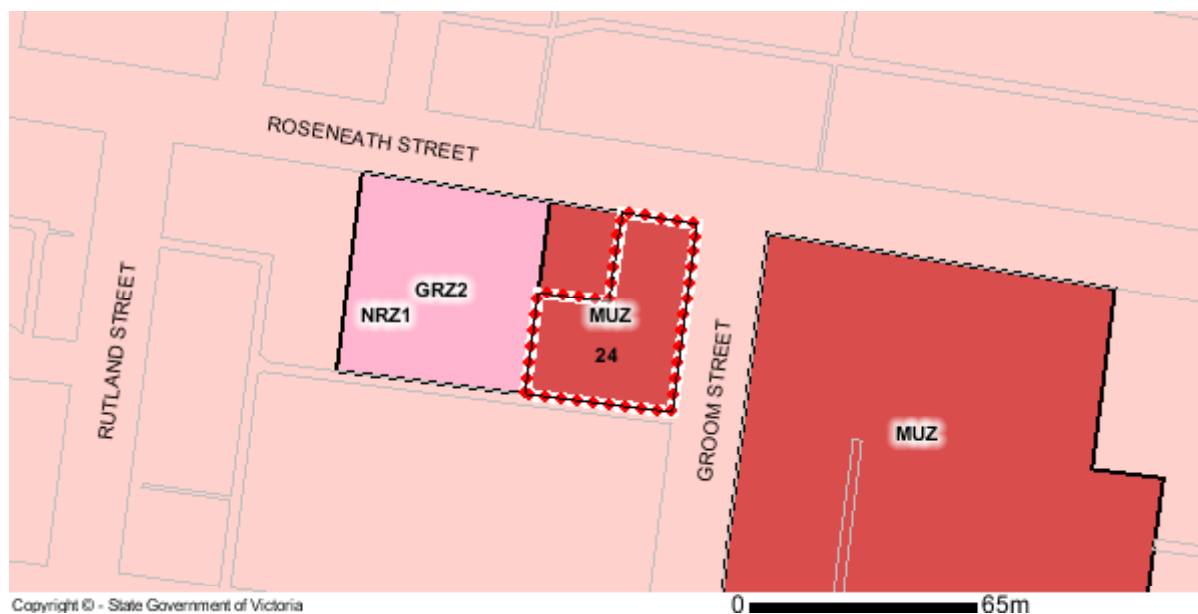 ROSENEATH STREET
GRZ2
NRZ1
MUZ
24
RUTLAND STREET
GROOM STREET
MUZ
Copyright © - State Government of Victoria
0 65m